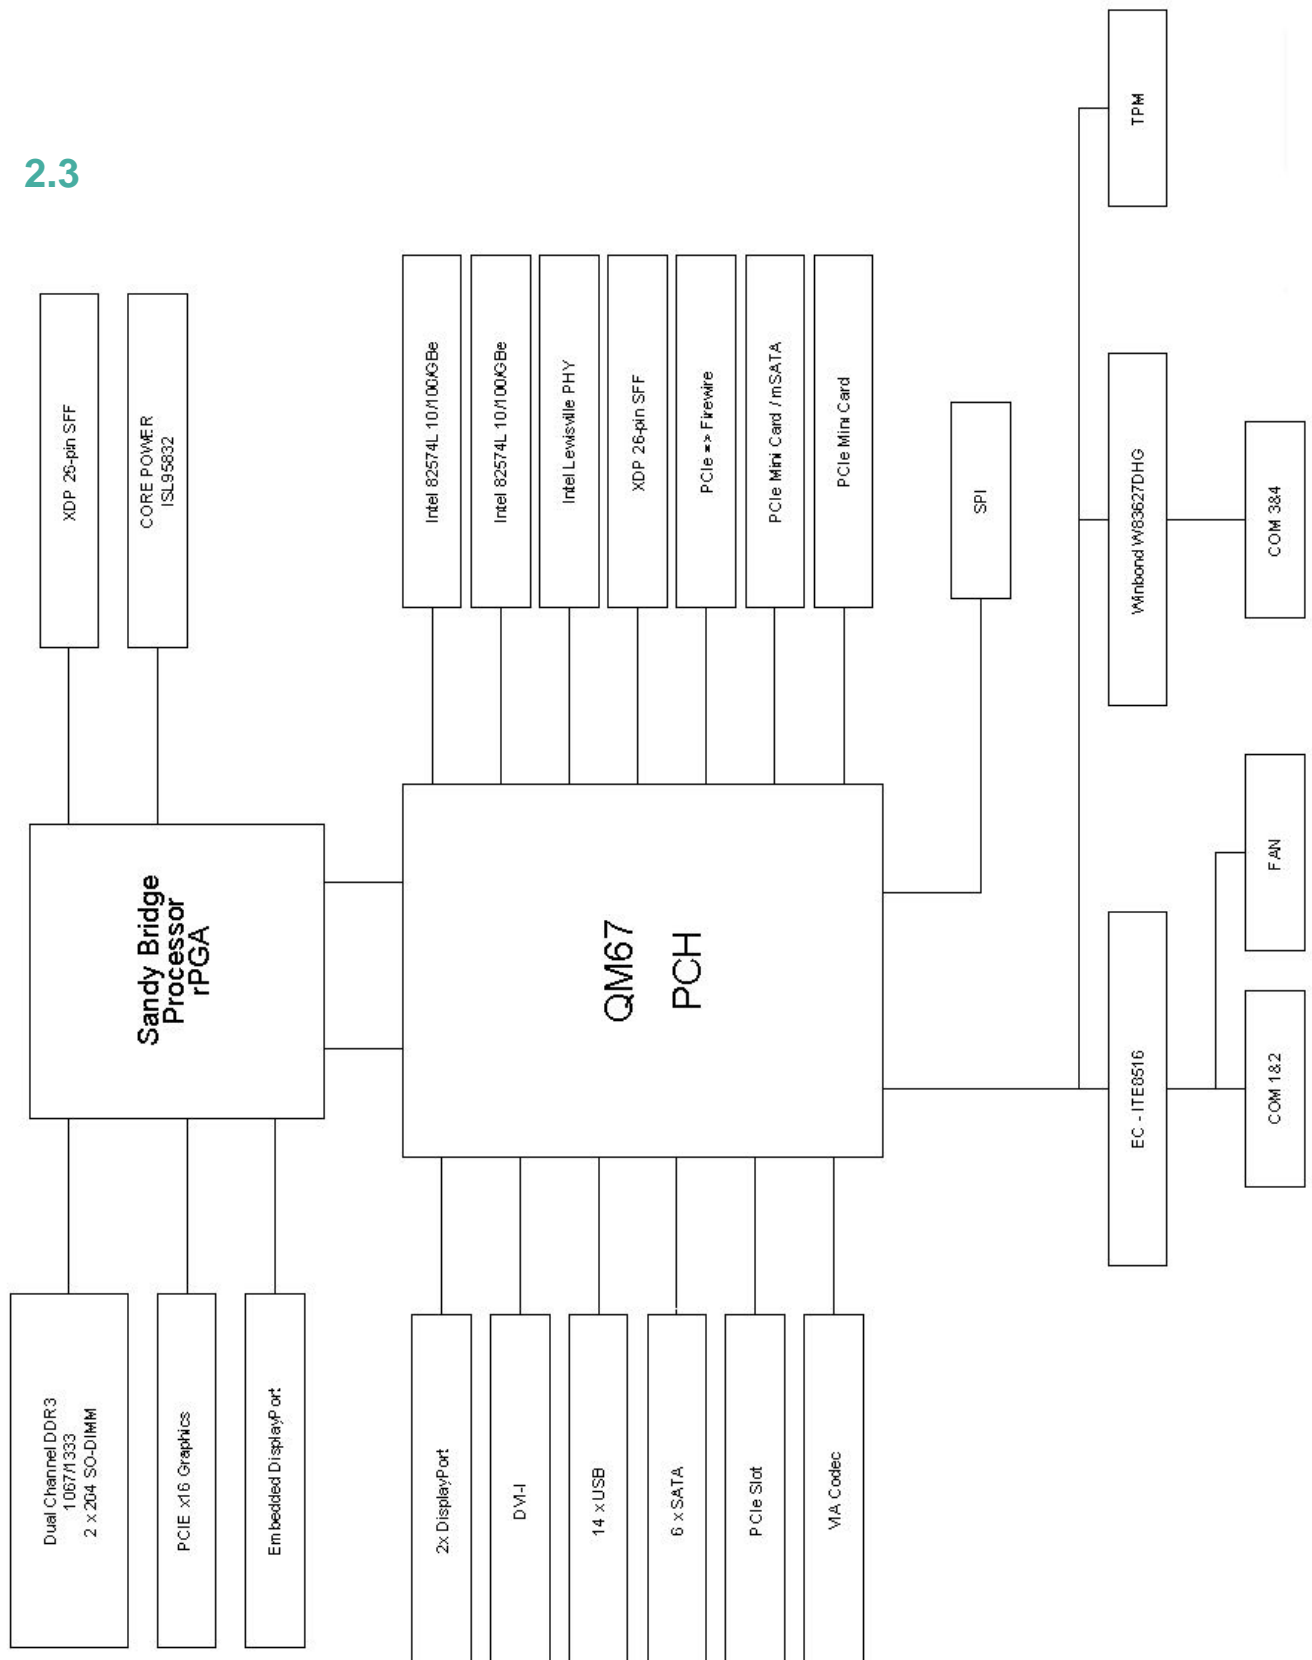 2.3
XDP 26-pin SFF
CORE POWER
ISL95832
Sandy Bridge
Processor
rPGA
Dual Channel DDR3
1067/1333
2 x 204 SO-DIMM
PCIE x16 Graphics
Embedded DisplayPort
Intel 82574L 10/100/GBe
Intel 82574L 10/100/GBe
Intel Lewisville PHY
XDP 26-pin SFF
PCIe => Firewire
PCIe Mini Card / mSATA
PCIe Mini Card
QM67
PCH
2x DisplayPort
DVI-I
14 x USB
6 x SATA
PCIe Slot
VIA Codec
SPI
TPM
Winbond W83627DHG
EC - ITE8516
COM 3&4
FAN
COM 1&2